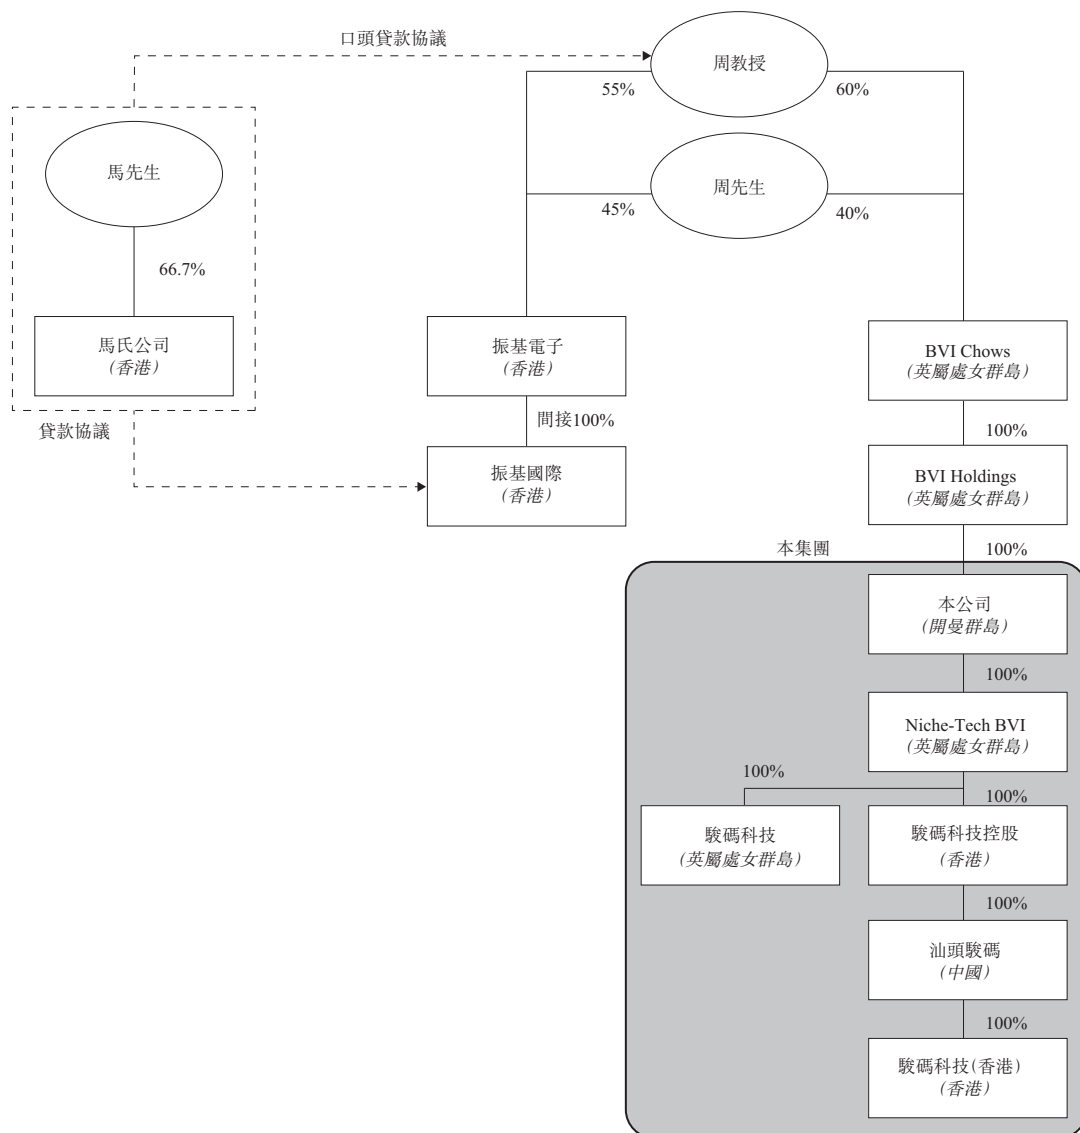 口頭貸款協議
周教授
55%
60%
馬先生
周先生
45%
40%
66.7%
馬氏公司
(香港)
振基電子
(香港)
BVI Chows
(英屬處女群島)
貸款協議
間接100%
100%
振基國際
(香港)
BVI Holdings
(英屬處女群島)
本集團
100%
本公司
(開曼群島)
100%
Niche-Tech BVI
(英屬處女群島)
100%
100%
駿碼科技
(英屬處女群島)
駿碼科技控股
(香港)
100%
汕頭駿碼
(中國)
100%
駿碼科技(香港)
(香港)